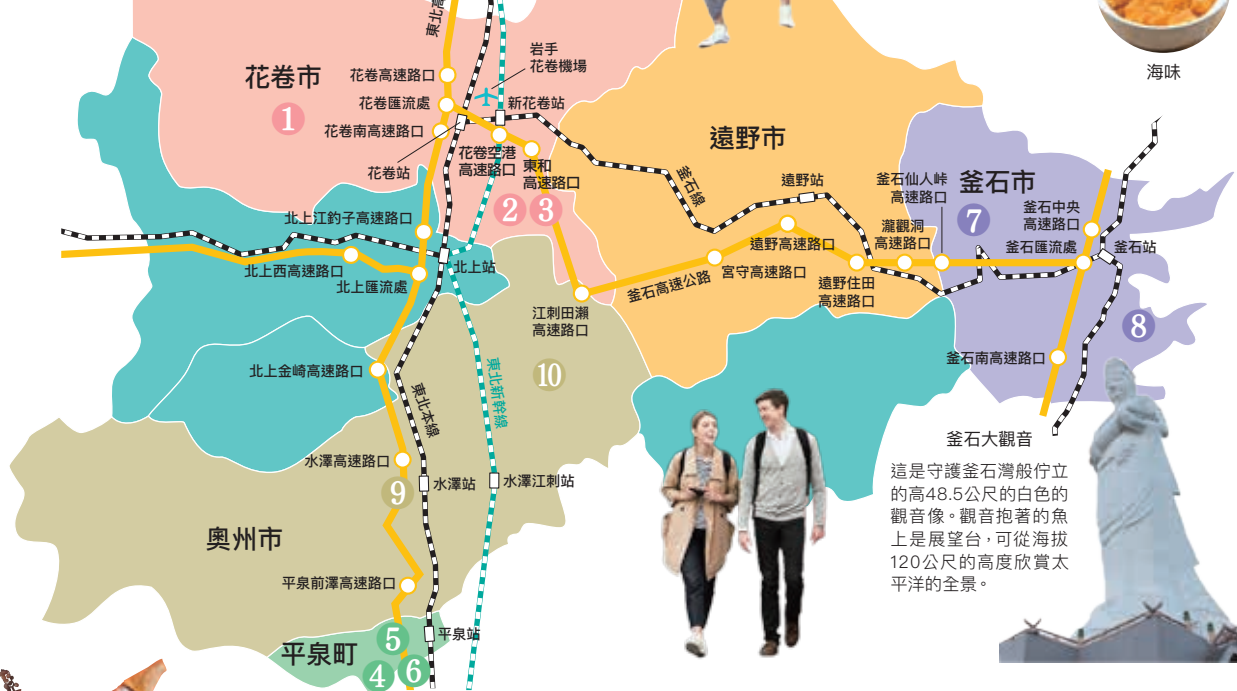 東北高
岩手
花卷機場
海味
花卷市
1
花卷高速路口
花卷匯流處
新花卷站
花卷南高速路口
花卷站
花卷空港
高速路口
東和
高速路口
2
3
遠野市
釜石線
遠野站
釜石仙人峠
高速路口
釜石市
7
釜石中央
高速路口
瀧觀洞
高速路口
釜石匯流處
釜石站
北上江釣子高速路口
北上西高速路口
北上站
北上匯流處
遠野高速路口
宮守高速路口
釜石高速公路
遠野住田
高速路口
江刺田瀨
高速路口
8
釜石南高速路口
北上金崎高速路口
10
東北本線
東北新幹線
水澤高速路口
9
水澤站
水澤江刺站
奧州市
平泉前澤高速路口
平泉町
平泉站
5
4
6
釜石大觀音
這是守護釜石灣般佇立
的高48.5公尺的白色的
觀音像。觀音抱著的魚
上是展望台,可從海拔
120公尺的高度欣賞太
平洋的全景。